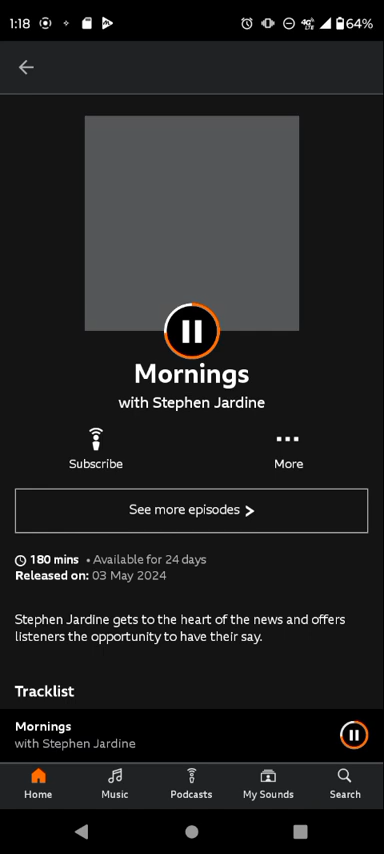 1:18 64%
Mornings
with Stephen Jardine
Subscribe More
See more episodes
180 mins • Available for 24 days
Released on: 03 May 2024
Stephen Jardine gets to the heart of the news and offers
listeners the opportunity to have their say.
Tracklist
Mornings
with Stephen Jardine
Home Music Podcasts My Sounds Search